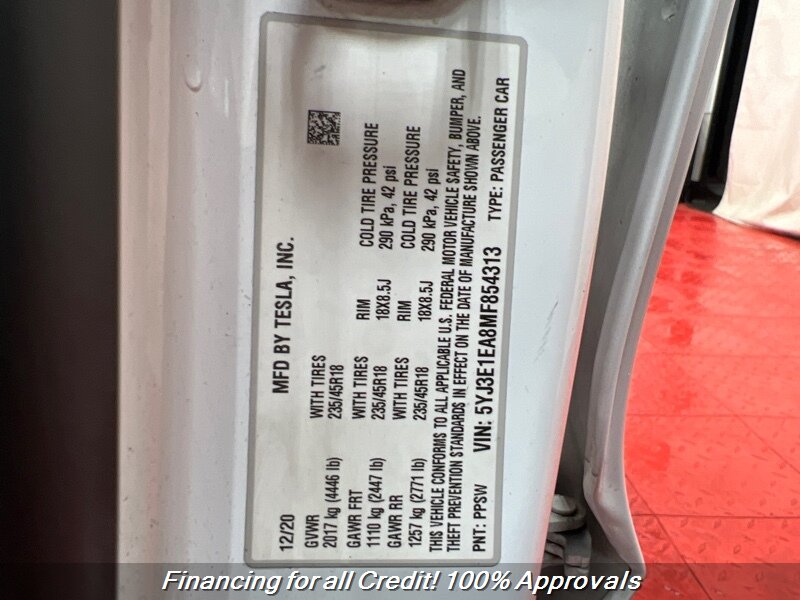 12/20 MFD BY TESLA, INC.
GVWR WITH TIRES
2017 kg (4446 lb) 235/45R18
GAWR FRT WITH TIRES RIM COLD TIRE PRESSURE
1110 kg (2447 lb) 235/45R18 18X8.5J 290 kPa, 42 psi
GAWR RR WITH TIRES RIM COLD TIRE PRESSURE
1257 kg (2771 lb) 235/45R18 18X8.5J 290 kPa, 42 psi
THIS VEHICLE CONFORMS TO ALL APPLICABLE U.S. FEDERAL MOTOR VEHICLE SAFETY, BUMPER, AND
THEFT PREVENTION STANDARDS IN EFFECT ON THE DATE OF MANUFACTURE SHOWN ABOVE.
PNT: PPSW VIN: 5YJ3E1EA8MF854313 TYPE: PASSENGER CAR
Financing for all Credit! 100% Approvals